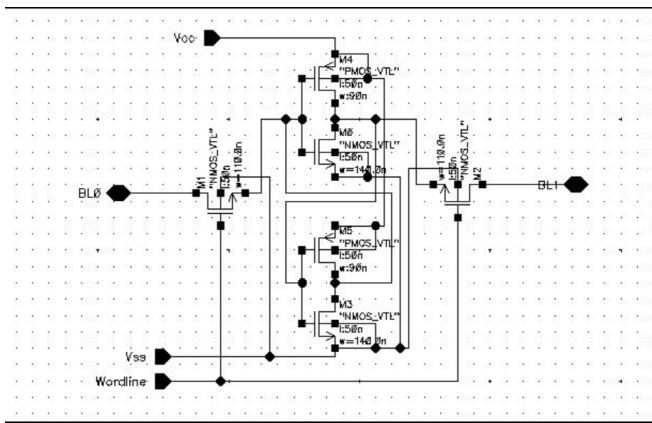 Vcc
M4
"PMOS_VTL"
l:50n
w:90n
M0
"NMOS_VTL"
l:50n
w=140.0n
M1
"NMOS_VTL"
l:50n
w=110.0n
w=110.0n
l:50n
"NMOS_VTL"
M2
BL0
BL1
M5
"PMOS_VTL"
l:50n
w:90n
M3
"NMOS_VTL"
l:50n
w=140.0n
Vss
Wordline